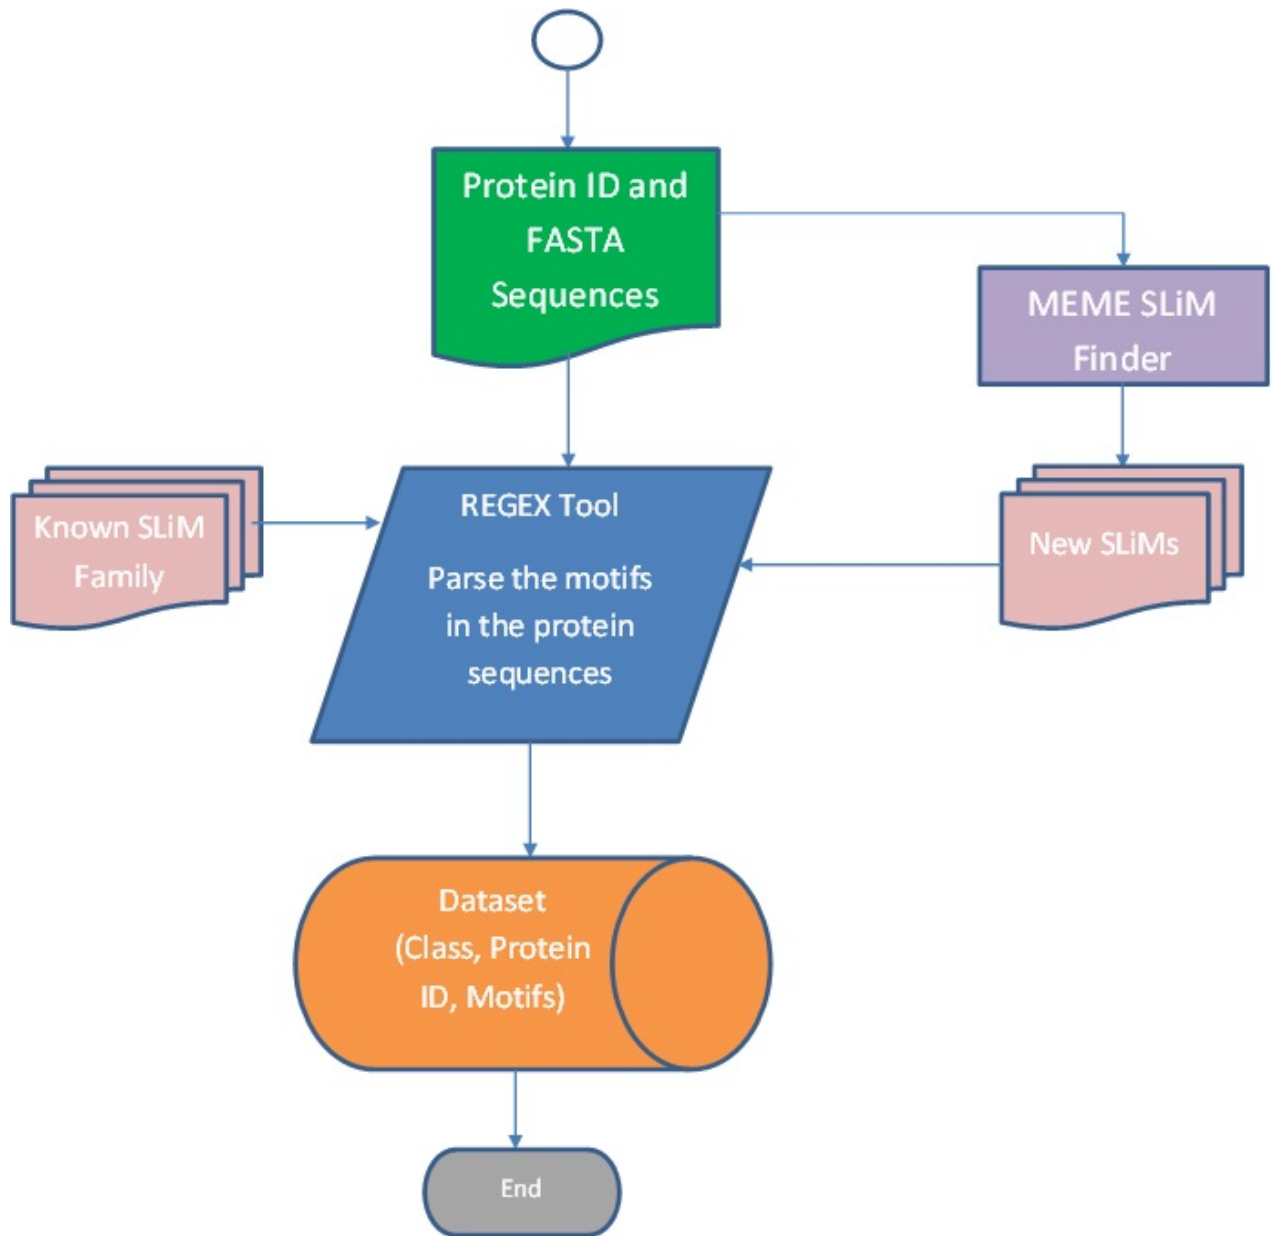 Protein ID and
FASTA
Sequences
MEME SLiM
Finder
Known SLiM
Family
REGEX Tool
Parse the motifs
in the protein
sequences
New SLiMs
Dataset
(Class, Protein
ID, Motifs)
End